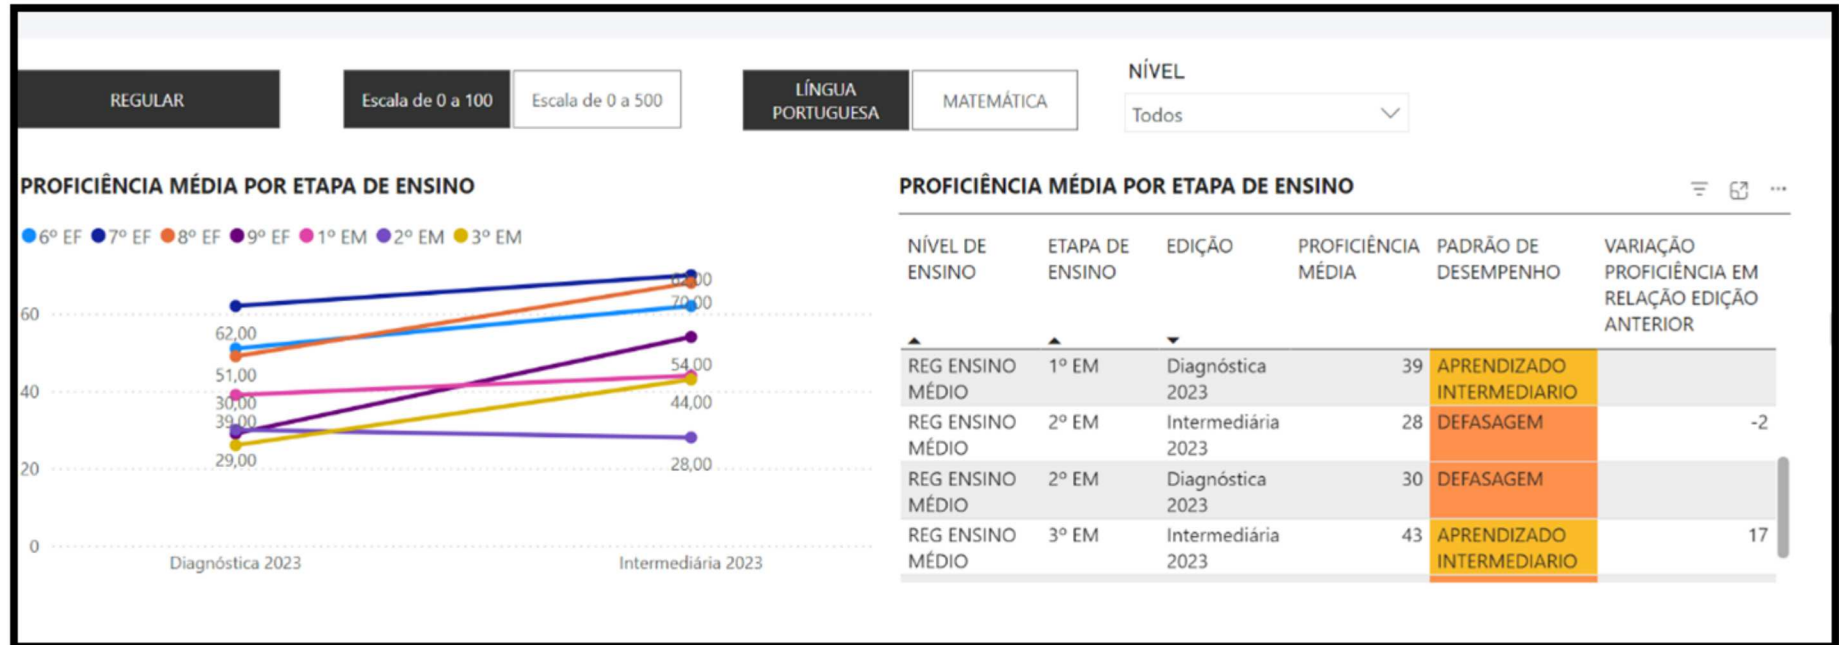 REGULAR
Escala de 0 a 100
Escala de 0 a 500
LÍNGUA
PORTUGUESA
MATEMÁTICA
NÍVEL
Todos
PROFICIÊNCIA MÉDIA POR ETAPA DE ENSINO
6º EF 7º EF 8º EF 9º EF 1º EM 2º EM 3º EM
60
40
20
0
62,00
51,00
30,00
39,00
29,00
62,00
70,00
54,00
44,00
28,00
Diagnóstica 2023
Intermediária 2023
PROFICIÊNCIA MÉDIA POR ETAPA DE ENSINO
NÍVEL DE ENSINO
ETAPA DE ENSINO
EDIÇÃO
PROFICIÊNCIA MÉDIA
PADRÃO DE DESEMPENHO
VARIAÇÃO PROFICIÊNCIA EM RELAÇÃO EDIÇÃO ANTERIOR
REG ENSINO MÉDIO 1º EM Diagnóstica 2023 39 APRENDIZADO INTERMEDIARIO
REG ENSINO MÉDIO 2º EM Intermediária 2023 28 DEFASAGEM -2
REG ENSINO MÉDIO 2º EM Diagnóstica 2023 30 DEFASAGEM
REG ENSINO MÉDIO 3º EM Intermediária 2023 43 APRENDIZADO INTERMEDIARIO 17